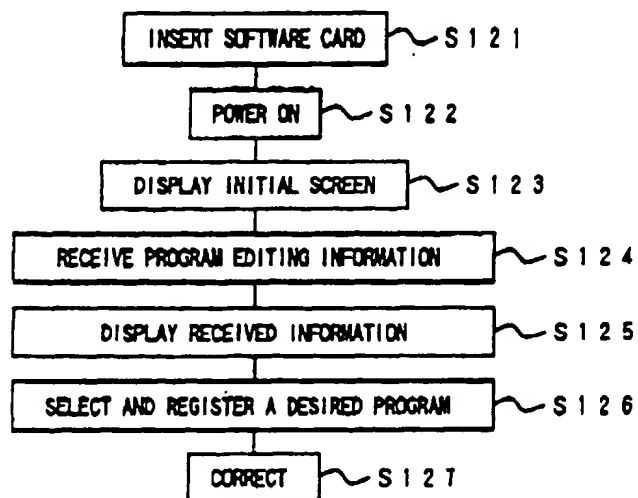 INSERT SOFTWARE CARD S121
POWER ON S122
DISPLAY INITIAL SCREEN S123
RECEIVE PROGRAM EDITING INFORMATION S124
DISPLAY RECEIVED INFORMATION S125
SELECT AND REGISTER A DESIRED PROGRAM S126
CORRECT S127